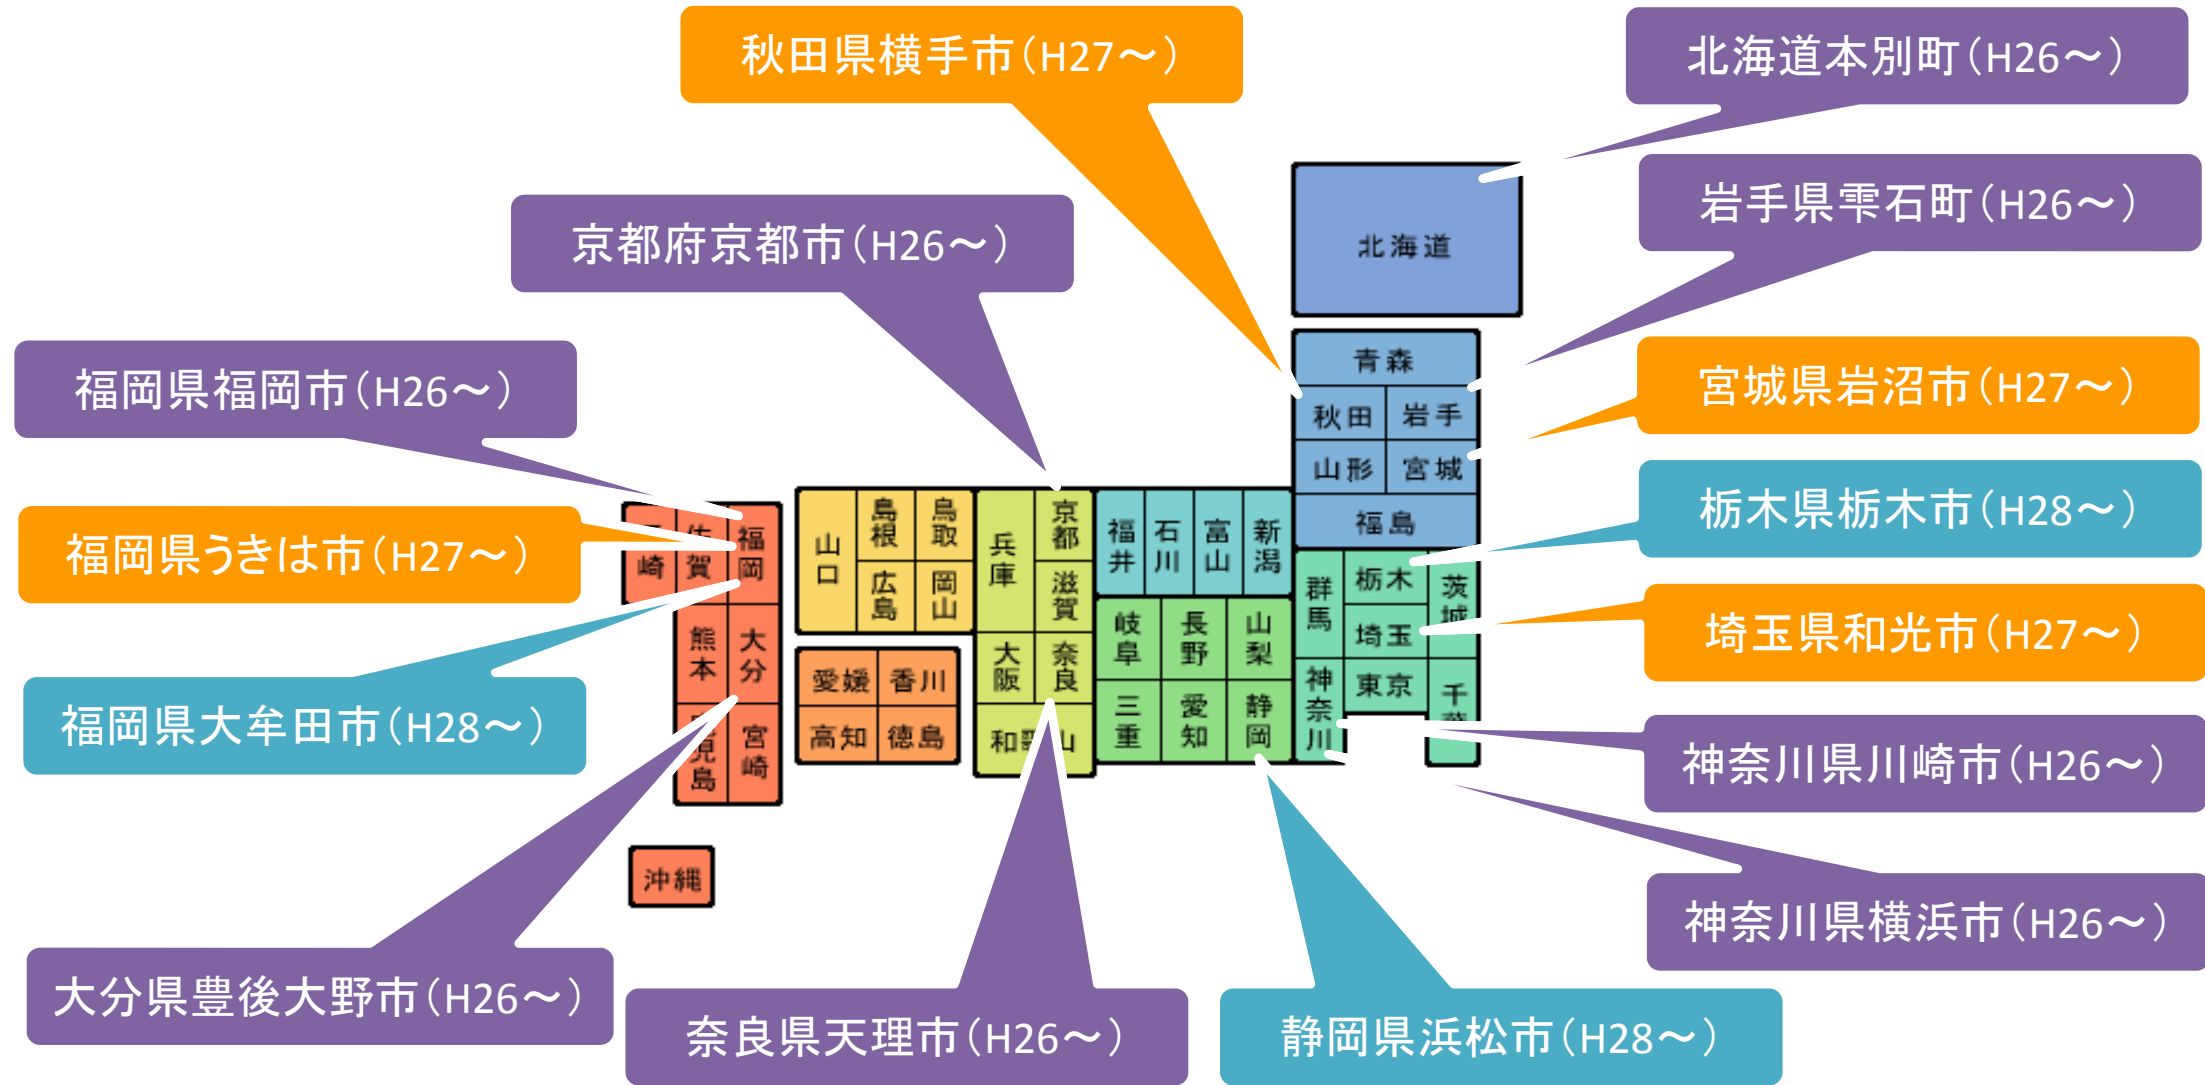 秋田県横手市（H27～）
北海道本別町（H26～）
岩手県雫石町（H26～）
京都府京都市（H26～）
福岡県福岡市（H26～）
宮城県岩沼市（H27～）
栃木県栃木市（H28～）
福岡県うきは市（H27～）
埼玉県和光市（H27～）
福岡県大牟田市（H28～）
神奈川県川崎市（H26～）
神奈川県横浜市（H26～）
大分県豊後大野市（H26～）
奈良県天理市（H26～）
静岡県浜松市（H28～）
北海道
青森
秋田
岩手
山形
宮城
福島
群馬
栃木
茨城
埼玉
東京
神奈川
千葉
福井
石川
富山
新潟
岐阜
長野
山梨
三重
愛知
静岡
兵庫
京都
滋賀
大阪
奈良
和歌山
山口
島根
鳥取
広島
岡山
愛媛
香川
高知
徳島
崎
佐賀
福岡
熊本
大分
宮崎
児島
沖縄